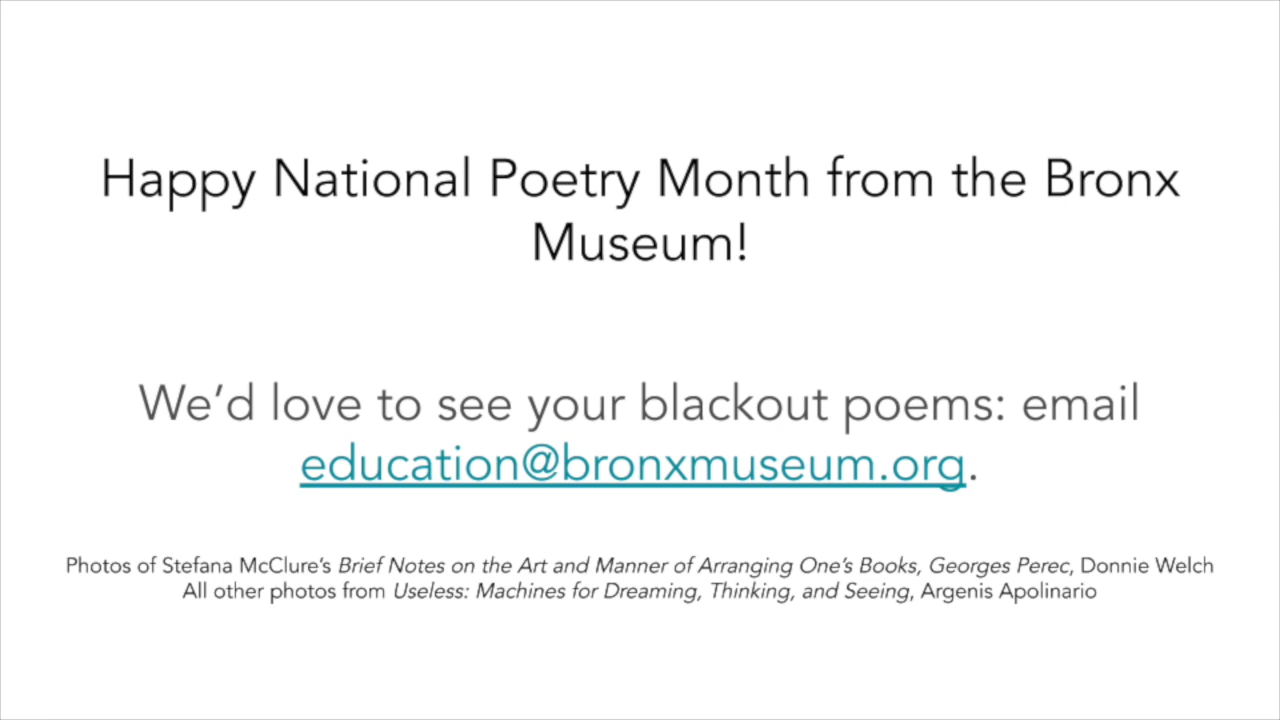 Happy National Poetry Month from the Bronx
Museum!
We’d love to see your blackout poems: email
education@bronxmuseum.org.
Photos of Stefana McClure’s Brief Notes on the Art and Manner of Arranging One’s Books, Georges Perec, Donnie Welch
All other photos from Useless: Machines for Dreaming, Thinking, and Seeing, Argenis Apolinario